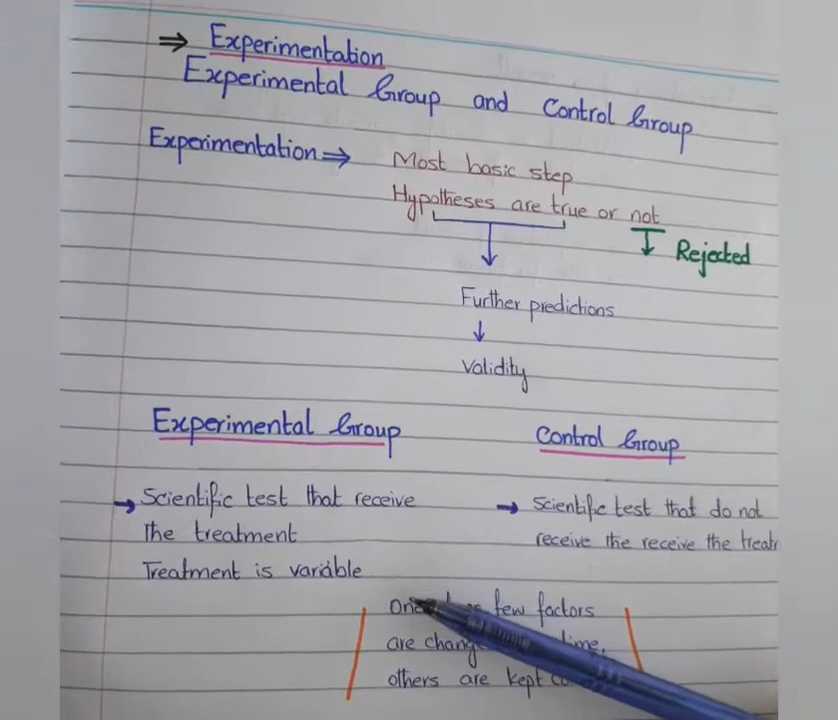 ⇒ Experimentation
Experimental Group and Control Group
Experimentation ⇒ Most basic step
Hypotheses are true or not
Rejected
Further predictions
Validity
Experimental Group
Control Group
→ Scientific test that receive
the treatment
Treatment is variable
→ Scientific test that do not
receive the receive the
few factors
are time.
others are kept